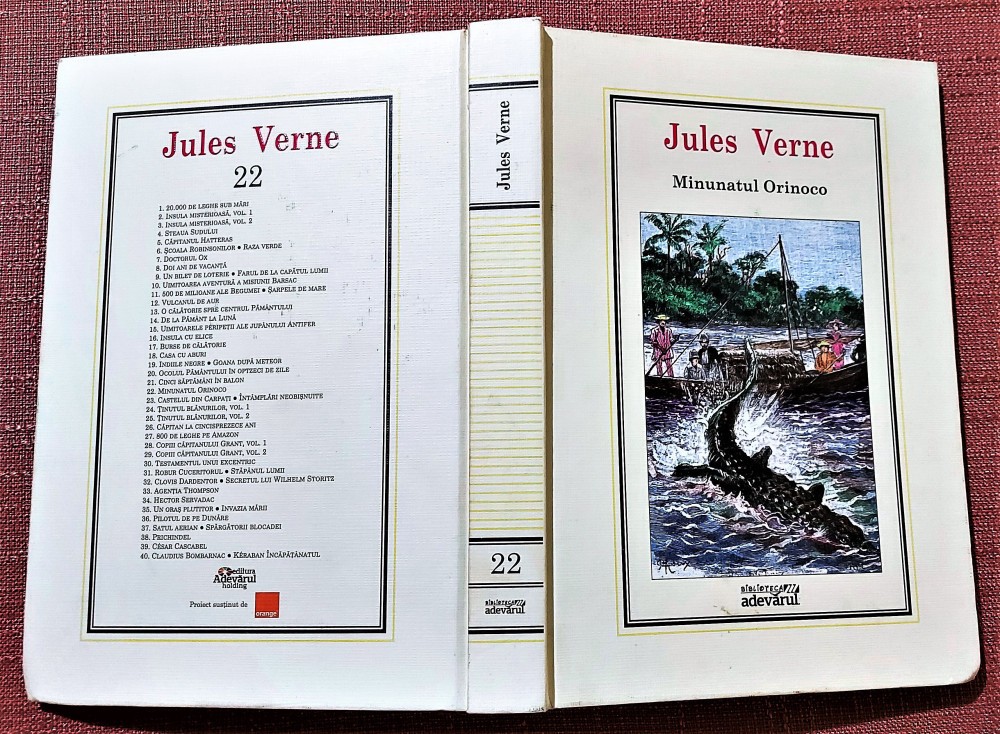 Jules Verne
22
1. 20.000 DE LEGHE SUB MĂRI
2. INSULA MISTERIOASĂ, VOL. 1
3. INSULA MISTERIOASĂ, VOL. 2
4. STEAUA SUDULUI
5. CĂPITANUL HATTERAS
6. ȘCOALA ROBINSONILOR • RAZA VERDE
7. DOCTORUL OX
8. DOI ANI DE VACANȚĂ
9. UN BILET DE LOTERIE • FARUL DE LA CAPĂTUL LUMII
10. UIMITOAREA AVENTURĂ A MISIUNII BARSAC
11. 500 DE MILIOANE ALE BEGUMEI • ȘARPELE DE MARE
12. VULCANUL DE AUR
13. O CĂLĂTORIE SPRE CENTRUL PĂMÂNTULUI
14. DE LA PĂMÂNT LA LUNĂ
15. UIMITOARELE PERIPEȚII ALE JUPÂNULUI ANTIFER
16. INSULA CU ELICE
17. BURSE DE CĂLĂTORIE
18. CASA CU ABURI
19. INDIILE NEGRE • GOANA DUPĂ METEOR
20. OCOLUL PĂMÂNTULUI ÎN OPTZECI DE ZILE
21. CINCI SĂPTĂMÂNI ÎN BALON
22. MINUNATUL ORINOCO
23. CASTELUL DIN CARPAȚI • ÎNTÂMPLĂRI NEOBIȘNUITE
24. ȚINUTUL BLĂNURILOR, VOL. 1
25. ȚINUTUL BLĂNURILOR, VOL. 2
26. CĂPITAN LA CINCISPREZECE ANI
27. 800 DE LEGHE PE AMAZON
28. COPIII CĂPITANULUI GRANT, VOL. 1
29. COPIII CĂPITANULUI GRANT, VOL. 2
30. TESTAMENTUL UNUI EXCENTRIC
31. ROBUR CUCERITORUL • STĂPÂNUL LUMII
32. CLOVIS DARDENTOR • SECRETUL LUI WILHELM STORITZ
33. AGENȚIA THOMPSON
34. HECTOR SERVADAC
35. UN ORAȘ PLUTITOR • INVAZIA MĂRII
36. PILOTUL DE PE DUNĂRE
37. SATUL AERIAN • SPĂRGĂTORII BLOCADEI
38. PRICHINDEL
39. CÉSAR CASCABEL
40. CLAUDIUS BOMBARNAC • KÉRABAN ÎNCĂPĂȚÂNATUL
editura
Adevărul
holding
Proiect susținut de
orange
Jules Verne
22
BIBLIOTECA
adevărul
Jules Verne
Minunatul Orinoco
BIBLIOTECA
adevărul